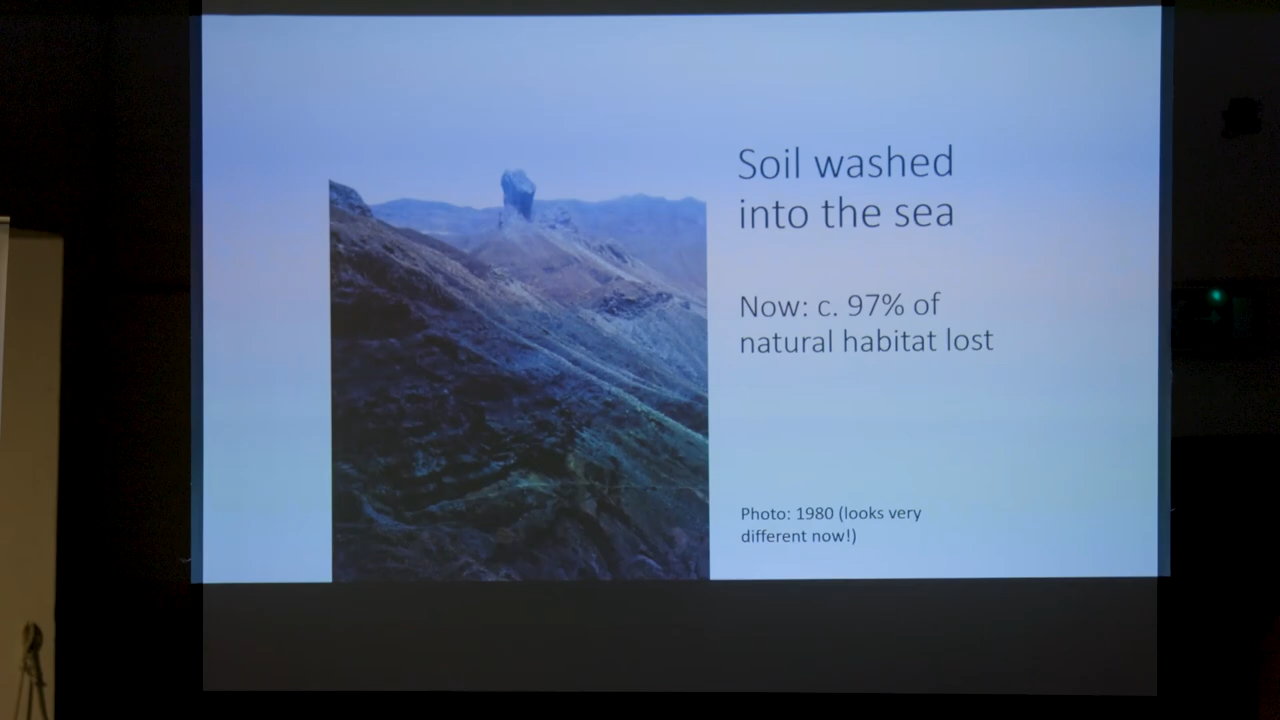 Soil washed
into the sea
Now: c. 97% of
natural habitat lost
Photo: 1980 (looks very
different now!)